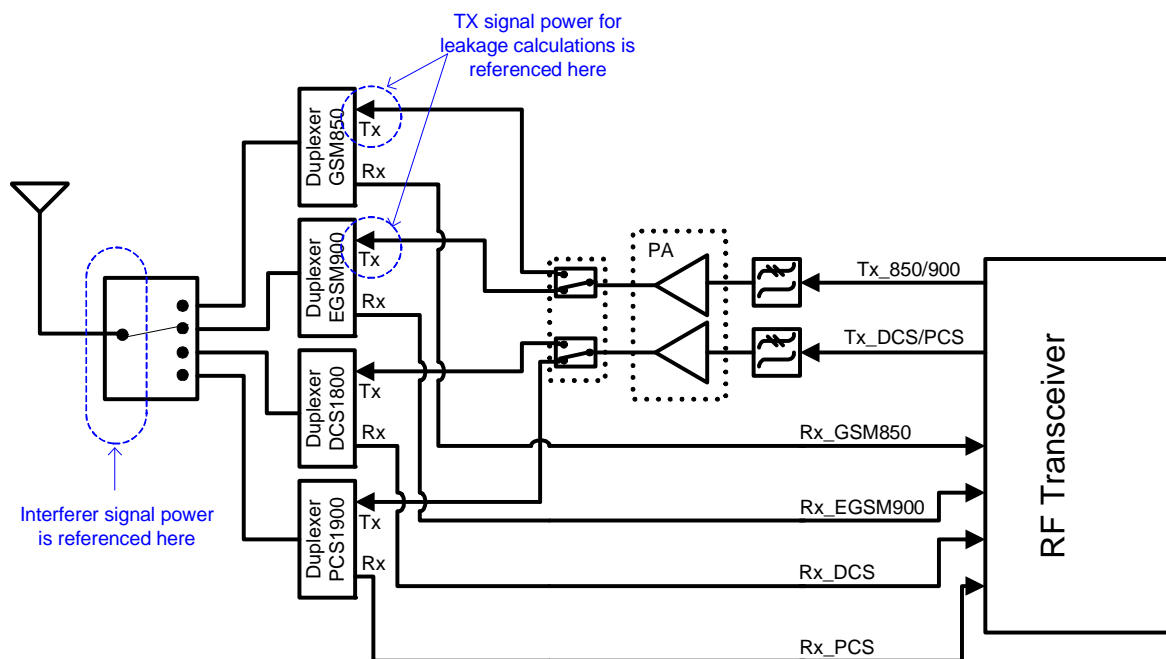 TX signal power for
leakage calculations is
referenced here
Duplexer
GSM850
Tx
Rx
Duplexer
EGSM900
Tx
Rx
Duplexer
DCS1800
Tx
Rx
Duplexer
PCS1900
Tx
Rx
PA
Tx_850/900
Tx_DCS/PCS
Rx_GSM850
Rx_EGSM900
Rx_DCS
Rx_PCS
RF Transceiver
Interferer signal power
is referenced here